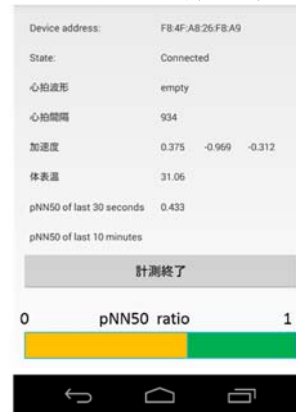 Device address: F8:4F:A8:26:F8:A9
State: Connected
心拍波形 empty
心拍間隔 934
加速度 0.375 -0.969 -0.312
体表温 31.06
pNN50 of last 30 seconds 0.433
pNN50 of last 10 minutes
計測終了
0 pNN50 ratio 1